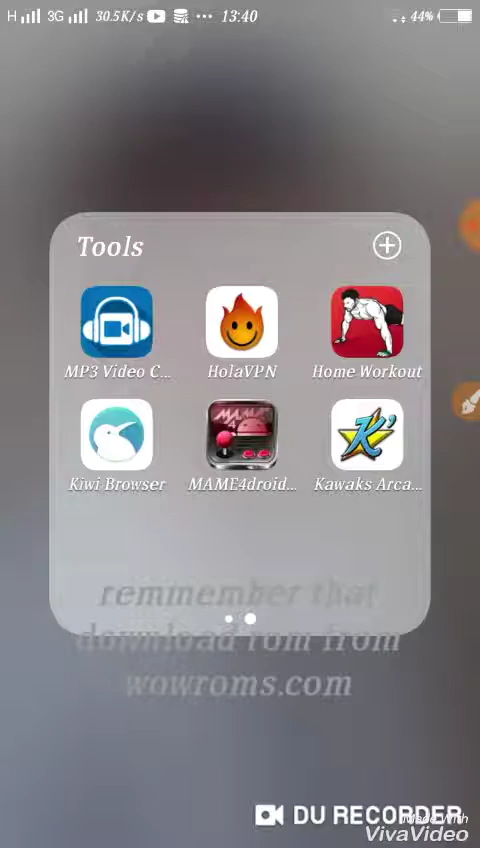 H 3G 30.5K/s ... 13:40 44%
Tools
MP3 Video C... HolaVPN Home Workout
MAME
K'
Kiwi Browser MAME4droid... Kawaks Arca...
remmember that
download rom from
wowroms.com
DU RECORDER
Made With
VivaVideo